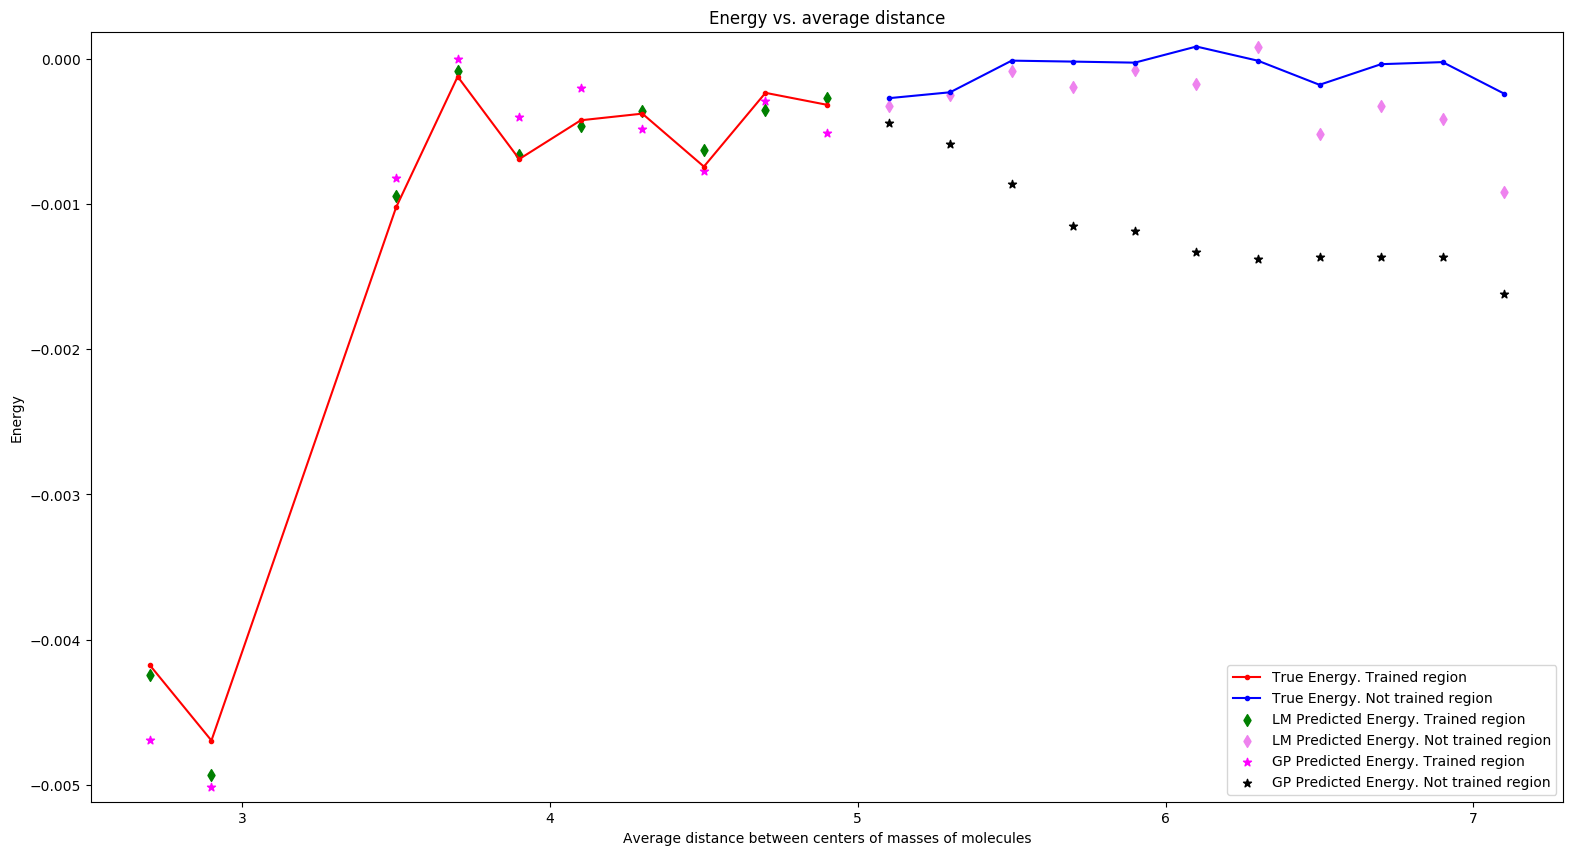 Energy vs. average distance
0.000
−0.001
−0.002
−0.003
−0.004
−0.005
Energy
3
4
5
6
7
Average distance between centers of masses of molecules
True Energy. Trained region
True Energy. Not trained region
LM Predicted Energy. Trained region
LM Predicted Energy. Not trained region
GP Predicted Energy. Trained region
GP Predicted Energy. Not trained region